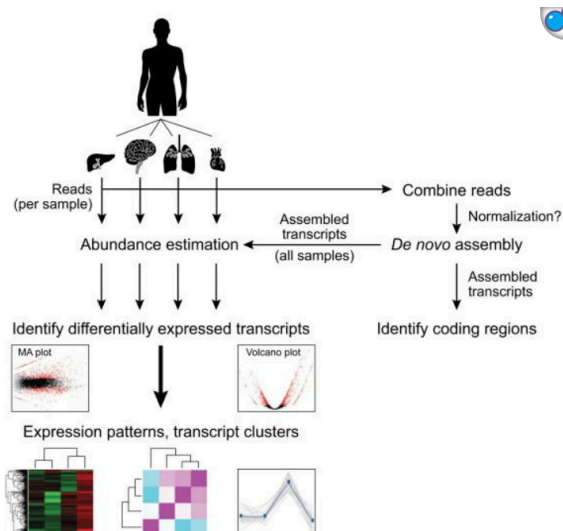 Reads
(per sample)
Combine reads
Normalization?
Assembled
transcripts
(all samples)
Abundance estimation
De novo assembly
Assembled
transcripts
Identify differentially expressed transcripts
Identify coding regions
MA plot
Volcano plot
Expression patterns, transcript clusters